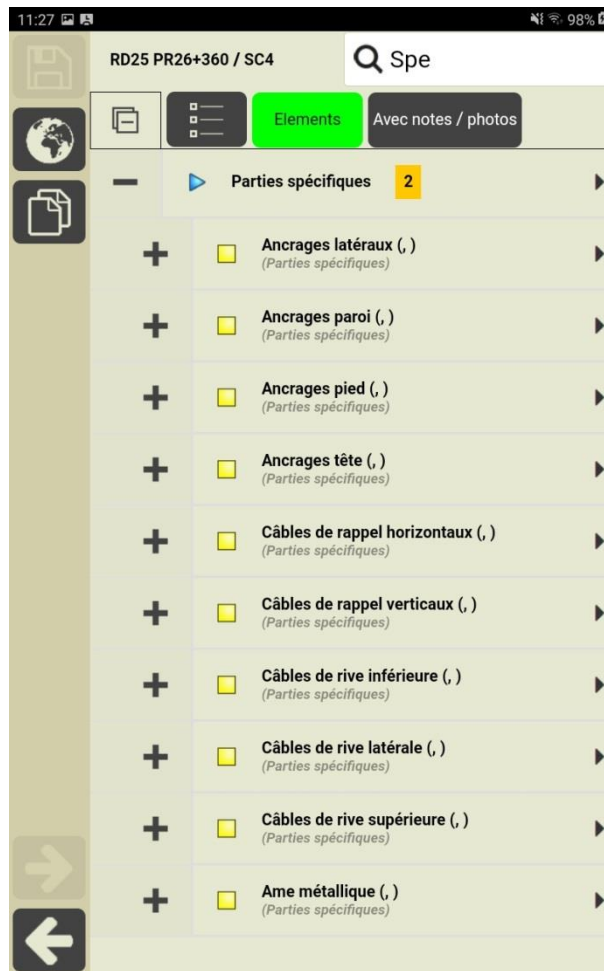 11:27
98%
RD25 PR26+360 / SC4
Spe
Elements
Avec notes / photos
Parties spécifiques 2
Ancrages latéraux (, )
(Parties spécifiques)
Ancrages paroi (, )
(Parties spécifiques)
Ancrages pied (, )
(Parties spécifiques)
Ancrages tête (, )
(Parties spécifiques)
Câbles de rappel horizontaux (, )
(Parties spécifiques)
Câbles de rappel verticaux (, )
(Parties spécifiques)
Câbles de rive inférieure (, )
(Parties spécifiques)
Câbles de rive latérale (, )
(Parties spécifiques)
Câbles de rive supérieure (, )
(Parties spécifiques)
Ame métallique (, )
(Parties spécifiques)